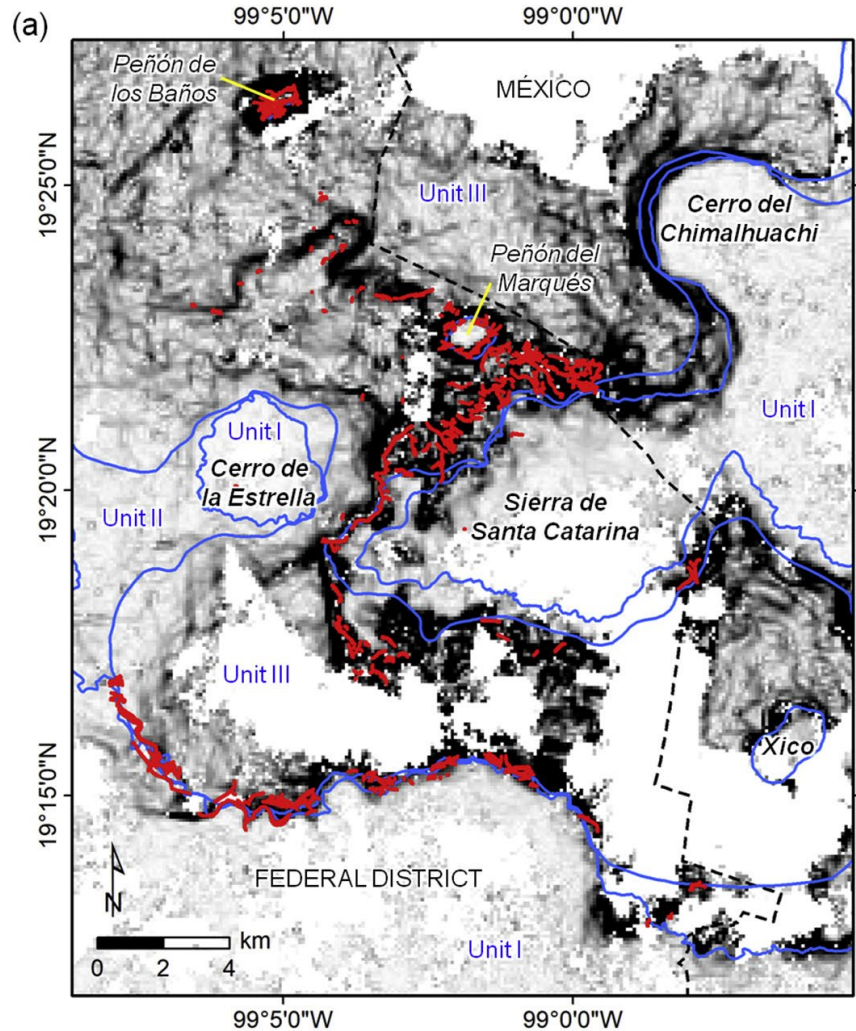 (a)
99°5'0"W
99°0'0"W
Peñón de
los Baños
MÉXICO
19°25'0"N
Unit III
Cerro del
Chimalhuachi
Peñón del
Marqués
Unit I
Unit I
Cerro de
la Estrella
19°20'0"N
Unit II
Sierra de
Santa Catarina
Unit III
Xico
19°15'0"N
FEDERAL DISTRICT
N
km
0 2 4
Unit I
99°5'0"W
99°0'0"W